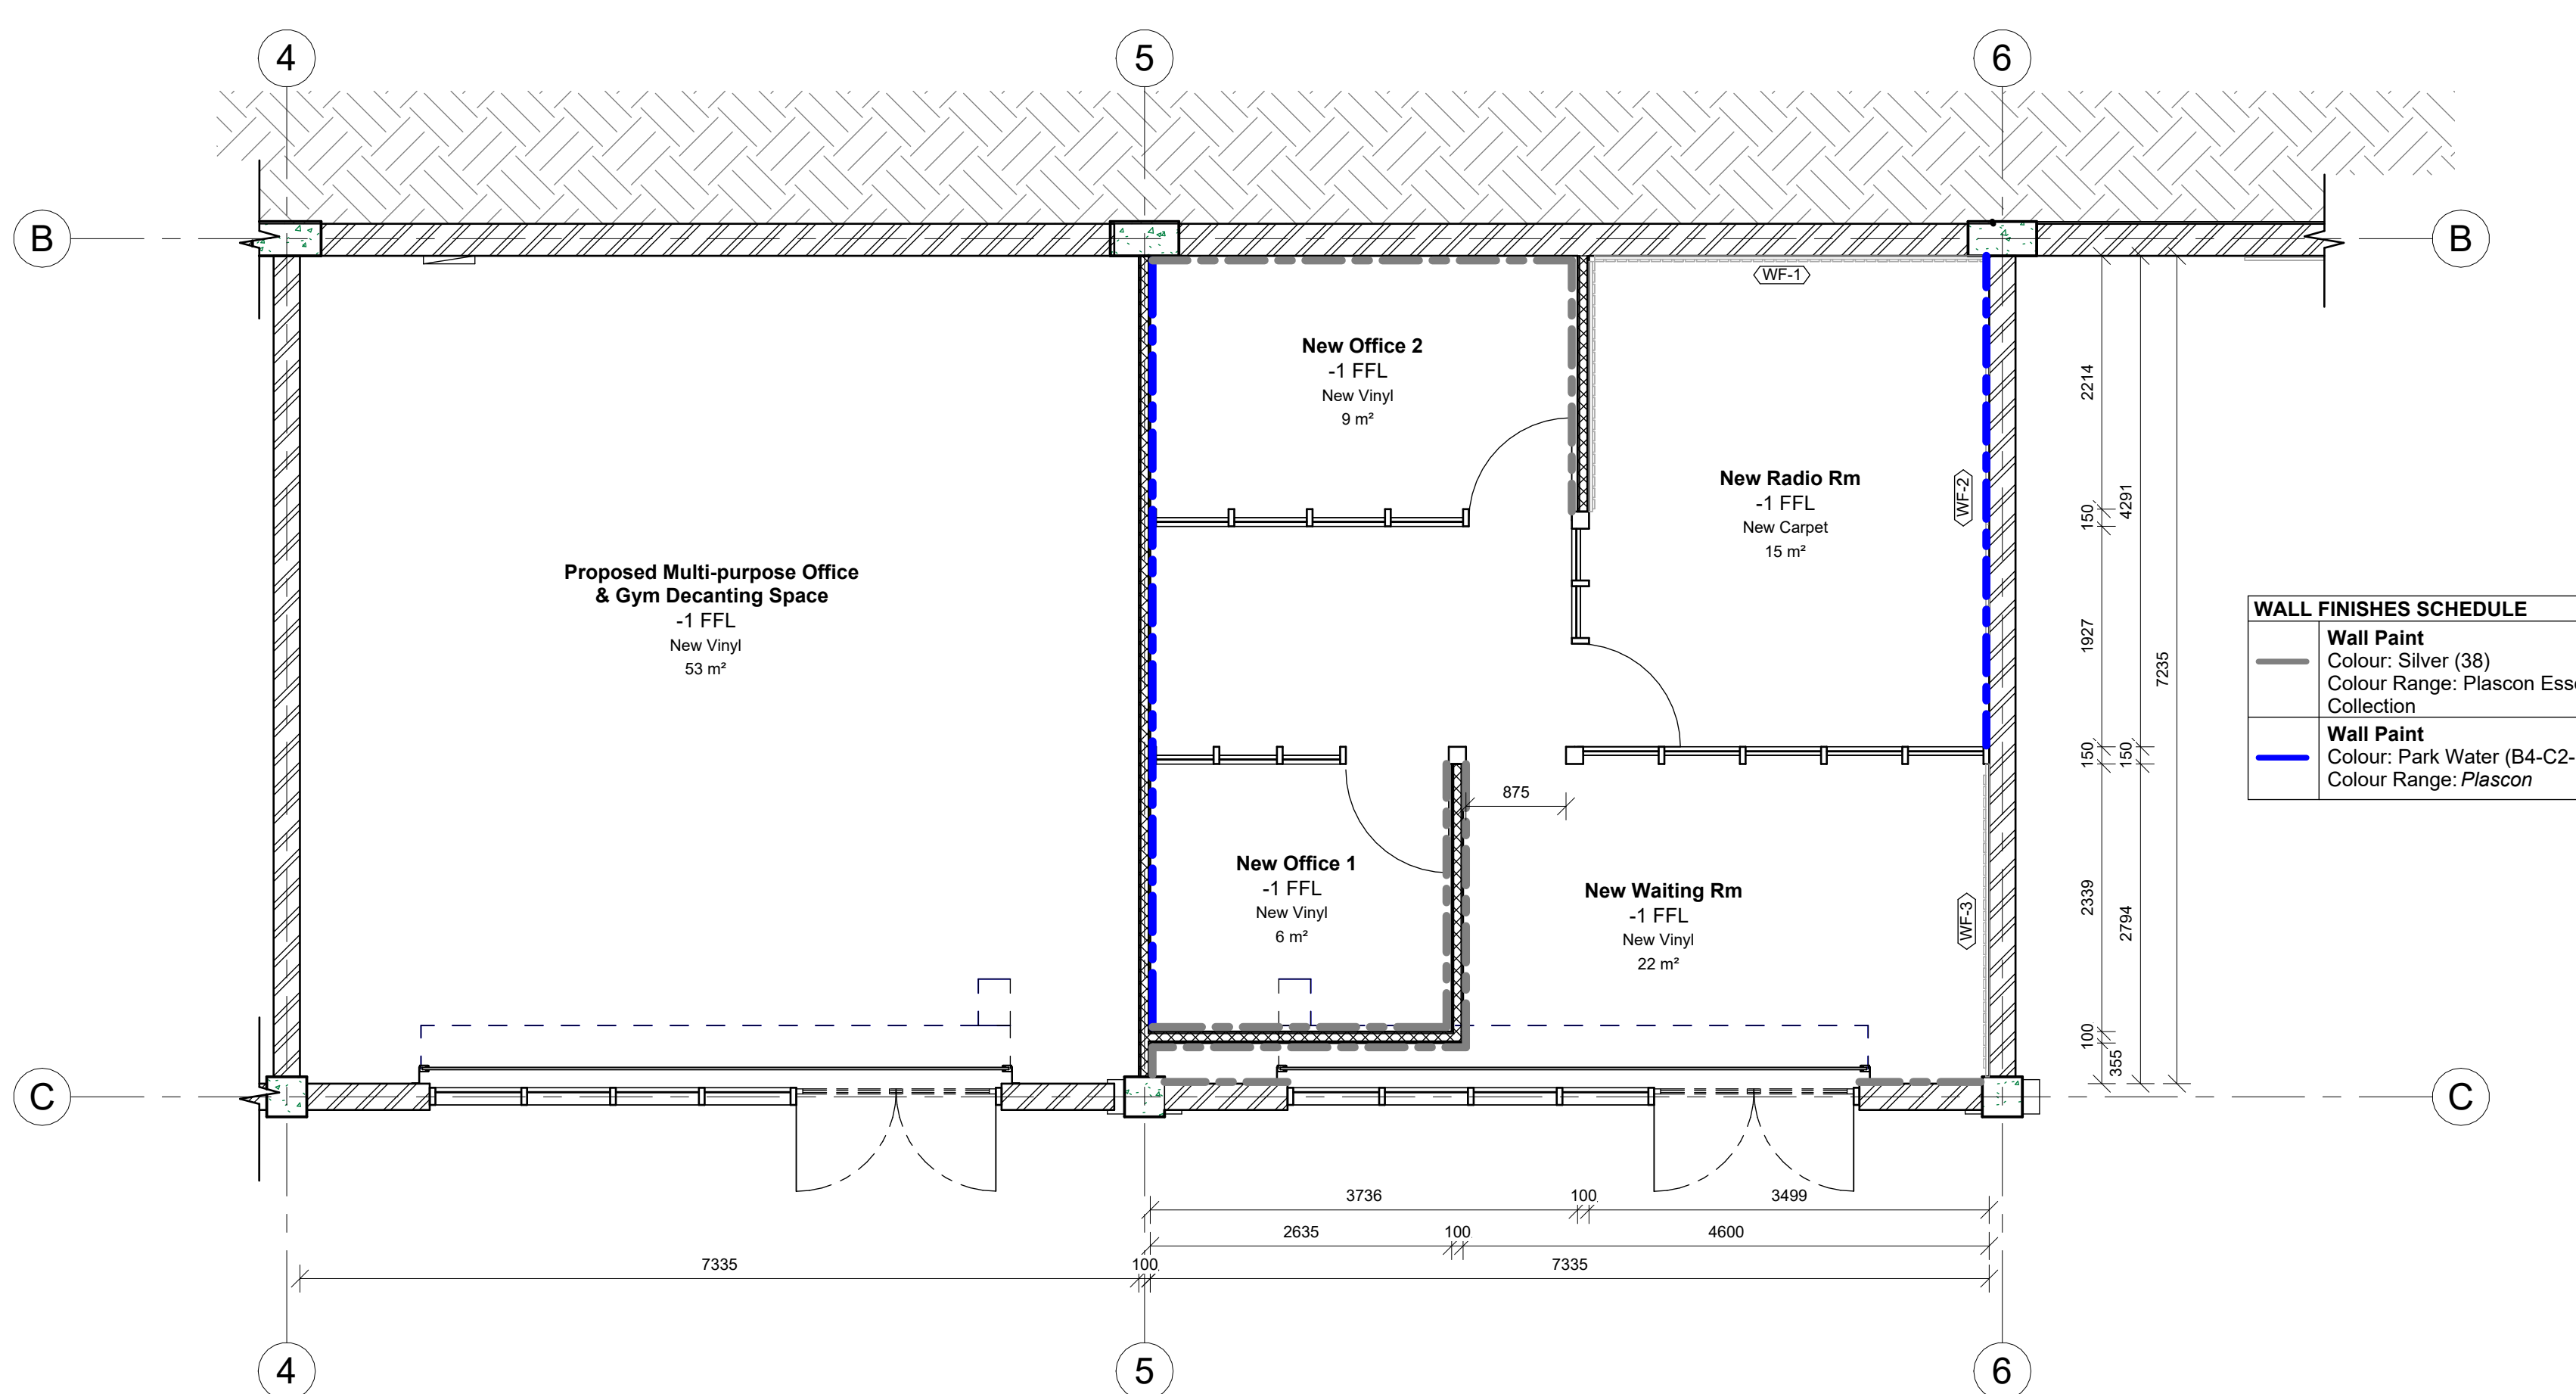 4
5
6
B
B
WF-1
New Office 2
-1 FFL
New Vinyl
9 m²
2214
New Radio Rm
-1 FFL
New Carpet
15 m²
WF-2
150
4291
Proposed Multi-purpose Office
& Gym Decanting Space
-1 FFL
New Vinyl
53 m²
1927
7235
WALL FINISHES SCHEDULE
Wall Paint
Colour: Silver (38)
Colour Range: Plascon Esse
Collection
Wall Paint
Colour: Park Water (B4-C2-
Colour Range: Plascon
150
150
875
New Office 1
-1 FFL
New Vinyl
6 m²
New Waiting Rm
-1 FFL
New Vinyl
22 m²
WF-3
2339
2794
100
355
C
C
3736
100
3499
2635
100
4600
7335
100
7335
4
5
6